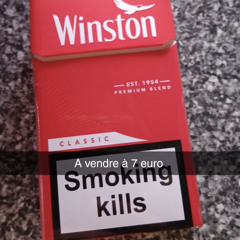 Winston
EST. 1954
PREMIUM BLEND
CLASSIC
A vendre à 7 euro
Smoking
kills